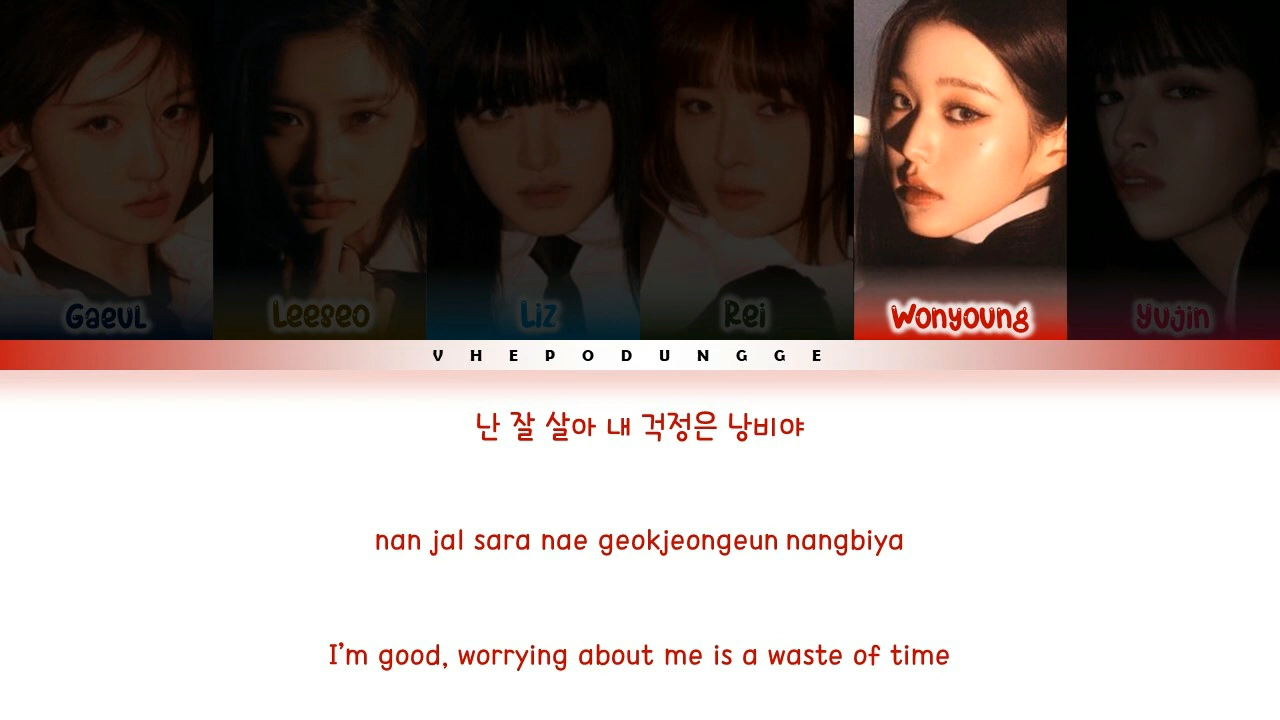 Gaeul Leeseo Liz Rei Wonyoung Yujin
VHEPODUNGGE
난 잘 살아 내 걱정은 낭비야
nan jal sara nae geokjeongeun nangbiya
I'm good, worrying about me is a waste of time